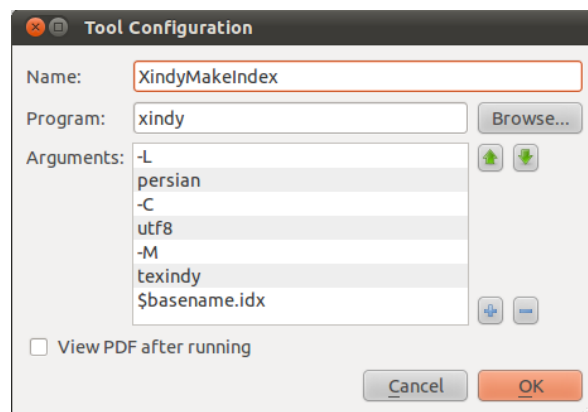 Tool Configuration
Name: XindyMakeIndex
Program: xindy Browse...
Arguments: -L
persian
-C
utf8
-M
texindy
$basename.idx
View PDF after running
Cancel OK